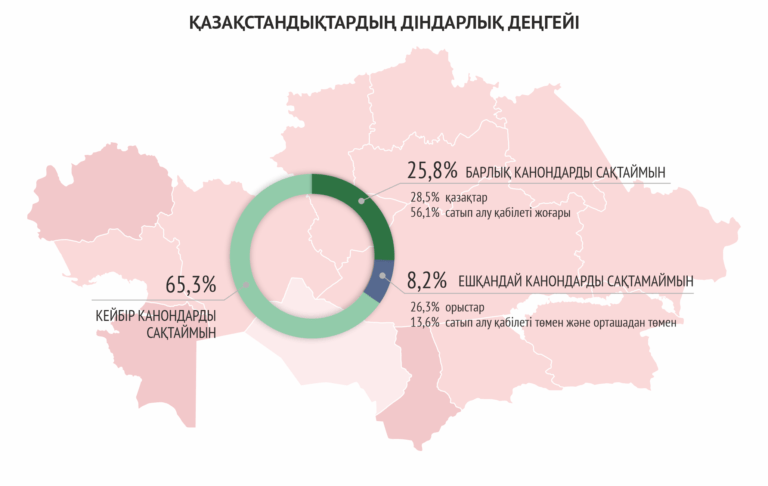 ҚАЗАҚСТАНДЫҚТАРДЫҢ ДІНДАРЛЫҚ ДЕҢГЕЙІ
25,8% БАРЛЫҚ КАНОНДАРДЫ САҚТАЙМЫН
28,5% қазақтар
56,1% сатып алу қабілеті жоғары
65,3%
КЕЙБІР КАНОНДАРДЫ
САҚТАЙМЫН
8,2% ЕШҚАНДАЙ КАНОНДАРДЫ САҚТАМАЙМЫН
26,3% орыстар
13,6% сатып алу қабілеті төмен және орташадан төмен